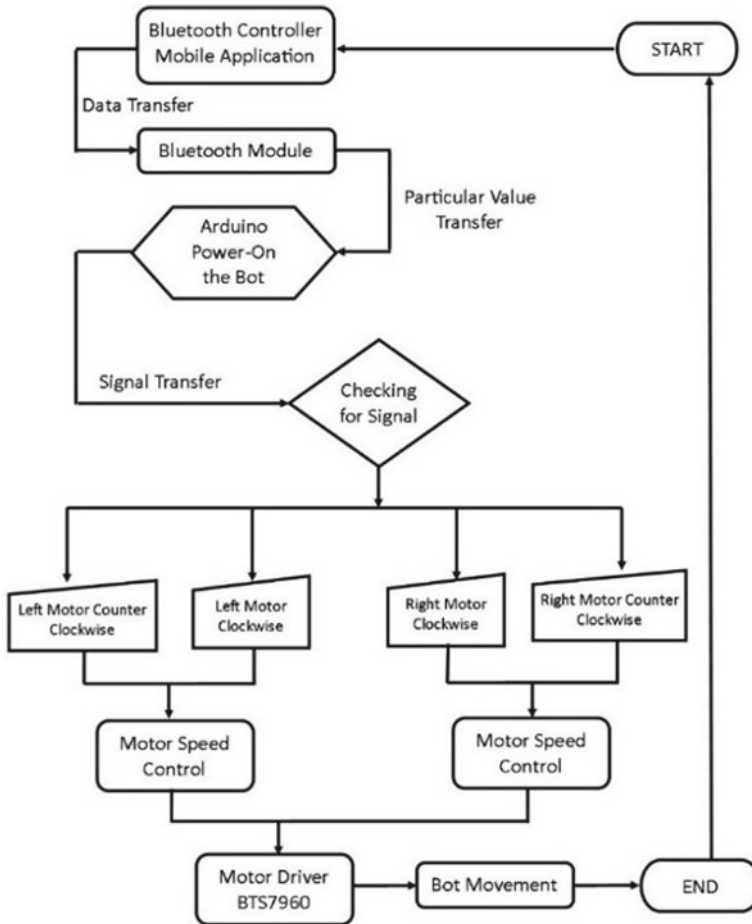 Bluetooth Controller
Mobile Application
START
Data Transfer
Bluetooth Module
Particular Value
Transfer
Arduino
Power-On
the Bot
Signal Transfer
Checking
for Signal
Left Motor Counter
Clockwise
Left Motor
Clockwise
Right Motor
Clockwise
Right Motor Counter
Clockwise
Motor Speed
Control
Motor Speed
Control
Motor Driver
BTS7960
Bot Movement
END